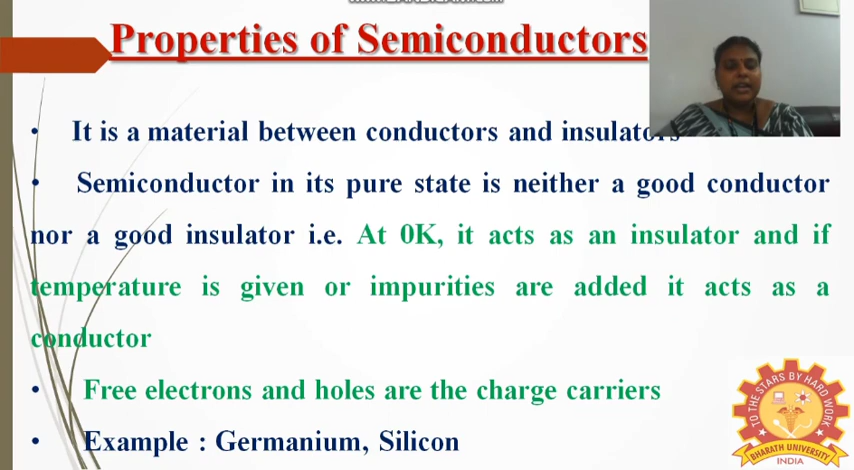 Properties of Semiconductors
• It is a material between conductors and insulators
• Semiconductor in its pure state is neither a good conductor
nor a good insulator i.e. At 0K, it acts as an insulator and if
temperature is given or impurities are added it acts as a
conductor
• Free electrons and holes are the charge carriers
• Example : Germanium, Silicon
TO THE STARS BY HARD WORK
BHARATH UNIVERSITY
INDIA